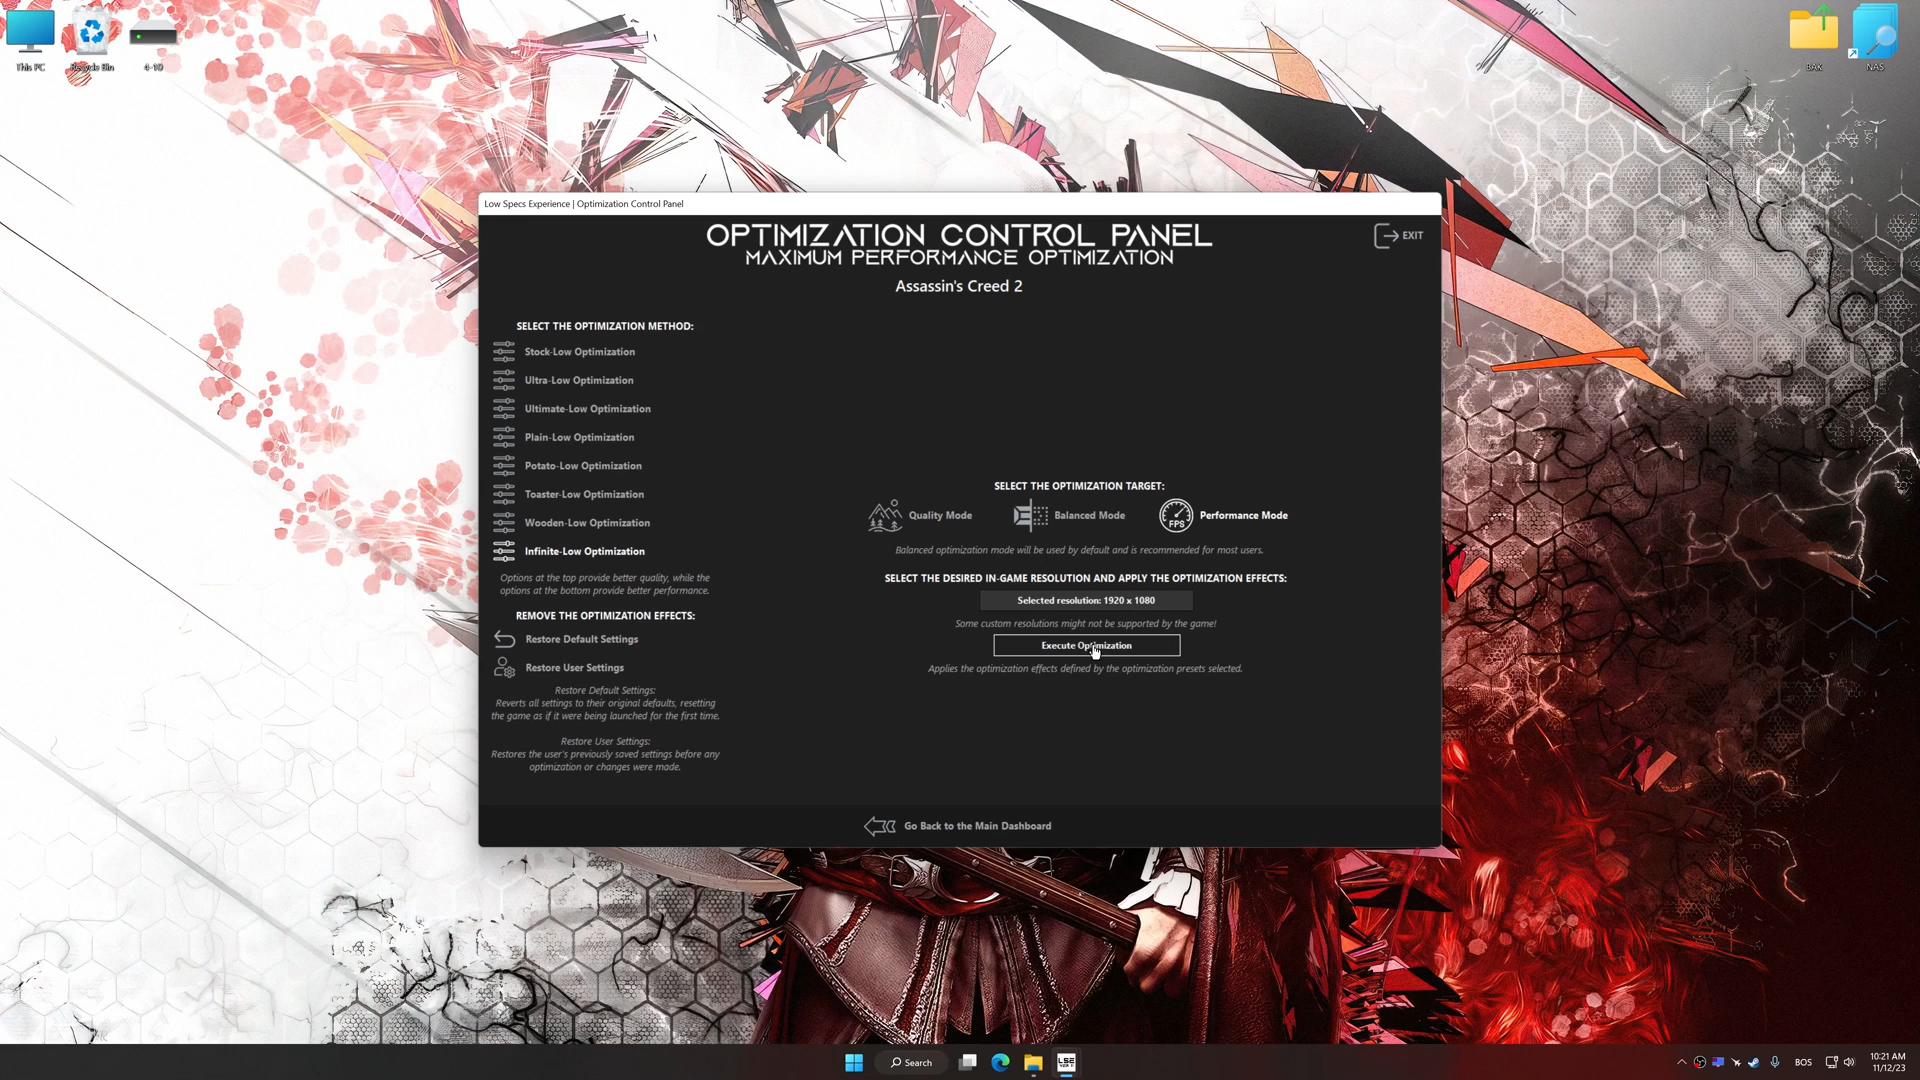 This PC
Recycle Bin
4-10
BAK
NAS
Low Specs Experience | Optimization Control Panel
OPTIMIZATION CONTROL PANEL
MAXIMUM PERFORMANCE OPTIMIZATION
EXIT
Assassin's Creed 2
SELECT THE OPTIMIZATION METHOD:
Stock-Low Optimization
Ultra-Low Optimization
Ultimate-Low Optimization
Plain-Low Optimization
Potato-Low Optimization
Toaster-Low Optimization
Wooden-Low Optimization
Infinite-Low Optimization
Options at the top provide better quality, while the
options at the bottom provide better performance.
REMOVE THE OPTIMIZATION EFFECTS:
Restore Default Settings
Restore User Settings
Restore Default Settings:
Reverts all settings to their original defaults, resetting
the game as if it were being launched for the first time.
Restore User Settings:
Restores the user's previously saved settings before any
optimization or changes were made.
SELECT THE OPTIMIZATION TARGET:
Quality Mode
Balanced Mode
FPS
Performance Mode
Balanced optimization mode will be used by default and is recommended for most users.
SELECT THE DESIRED IN-GAME RESOLUTION AND APPLY THE OPTIMIZATION EFFECTS:
Selected resolution: 1920 x 1080
Some custom resolutions might not be supported by the game!
Execute Optimization
Applies the optimization effects defined by the optimization presets selected.
Go Back to the Main Dashboard
Search
LSE
BOS
10:21 AM
11/12/23